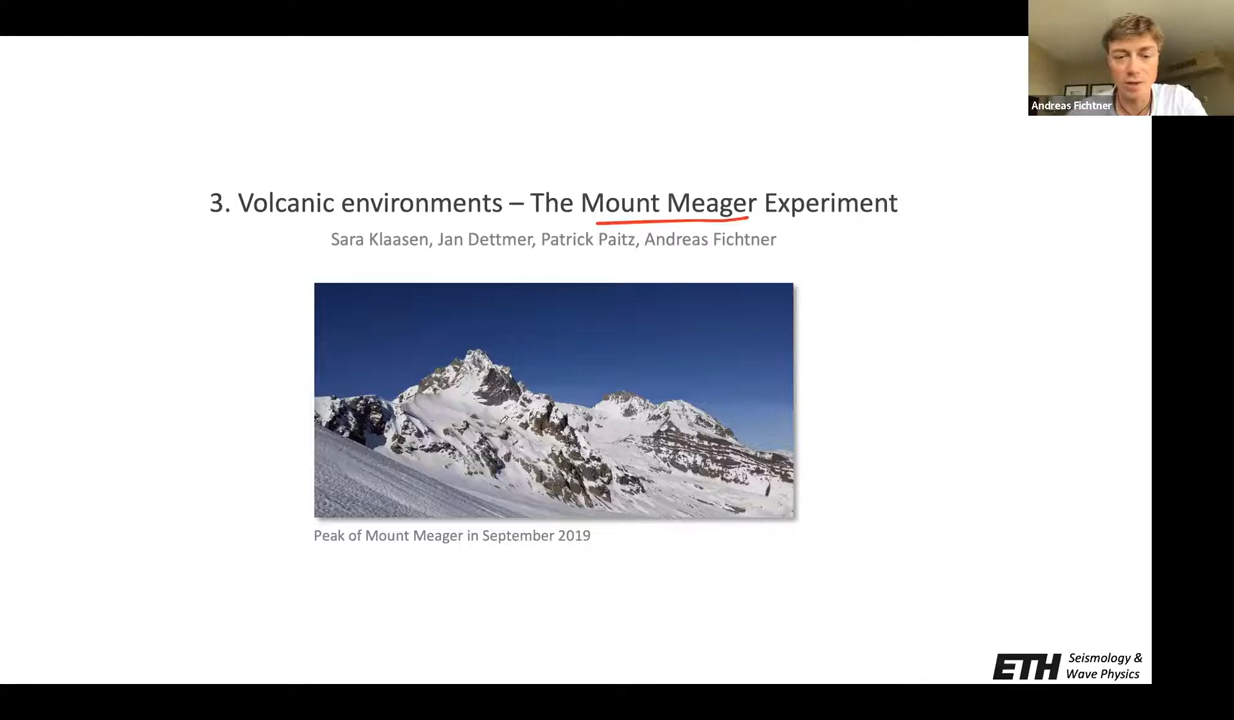 Andreas Fichtner
3. Volcanic environments – The Mount Meager Experiment
Sara Klaasen, Jan Dettmer, Patrick Paitz, Andreas Fichtner
Peak of Mount Meager in September 2019
ETH Seismology &
Wave Physics